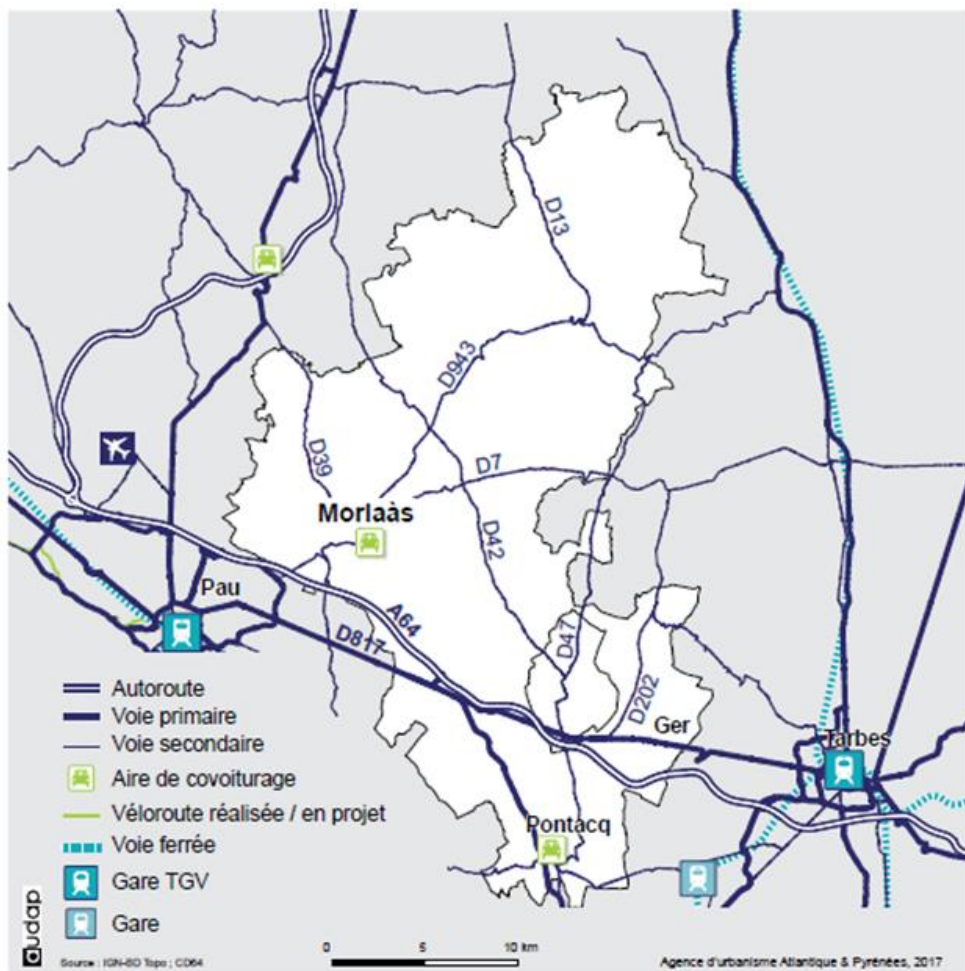 D13
D943
D39
D7
Morlaàs
D42
Pau
A64
D817
D47
D202
Ger
Tarbes
Pontacq
Autoroute
Voie primaire
Voie secondaire
Aire de covoiturage
Véloroute réalisée / en projet
Voie ferrée
Gare TGV
Gare
audap
Source : IGN-BD Topo ; CD64
0 5 10 km
Agence d'urbanisme Atlantique & Pyrénées, 2017